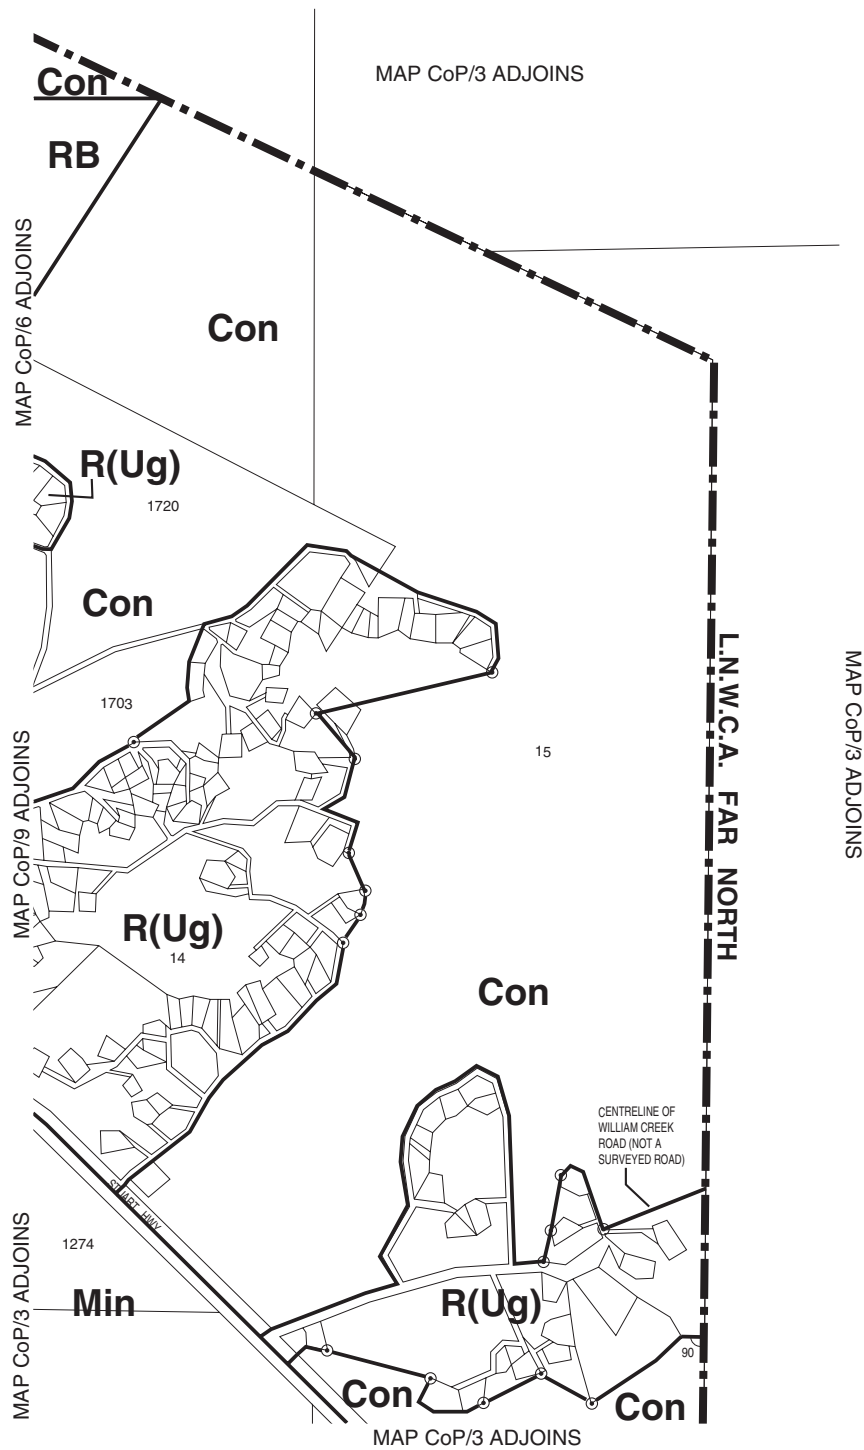 MAP CoP/3 ADJOINS
Con
RB
MAP CoP/6 ADJOINS
Con
R(Ug)
1720
Con
1703
L.N.W.C.A. FAR NORTH
MAP CoP/3 ADJOINS
15
MAP CoP/9 ADJOINS
R(Ug)
14
Con
CENTRELINE OF
WILLIAM CREEK
ROAD (NOT A
SURVEYED ROAD)
STUART HWY
1274
MAP CoP/3 ADJOINS
Min
R(Ug)
90
Con
Con
MAP CoP/3 ADJOINS